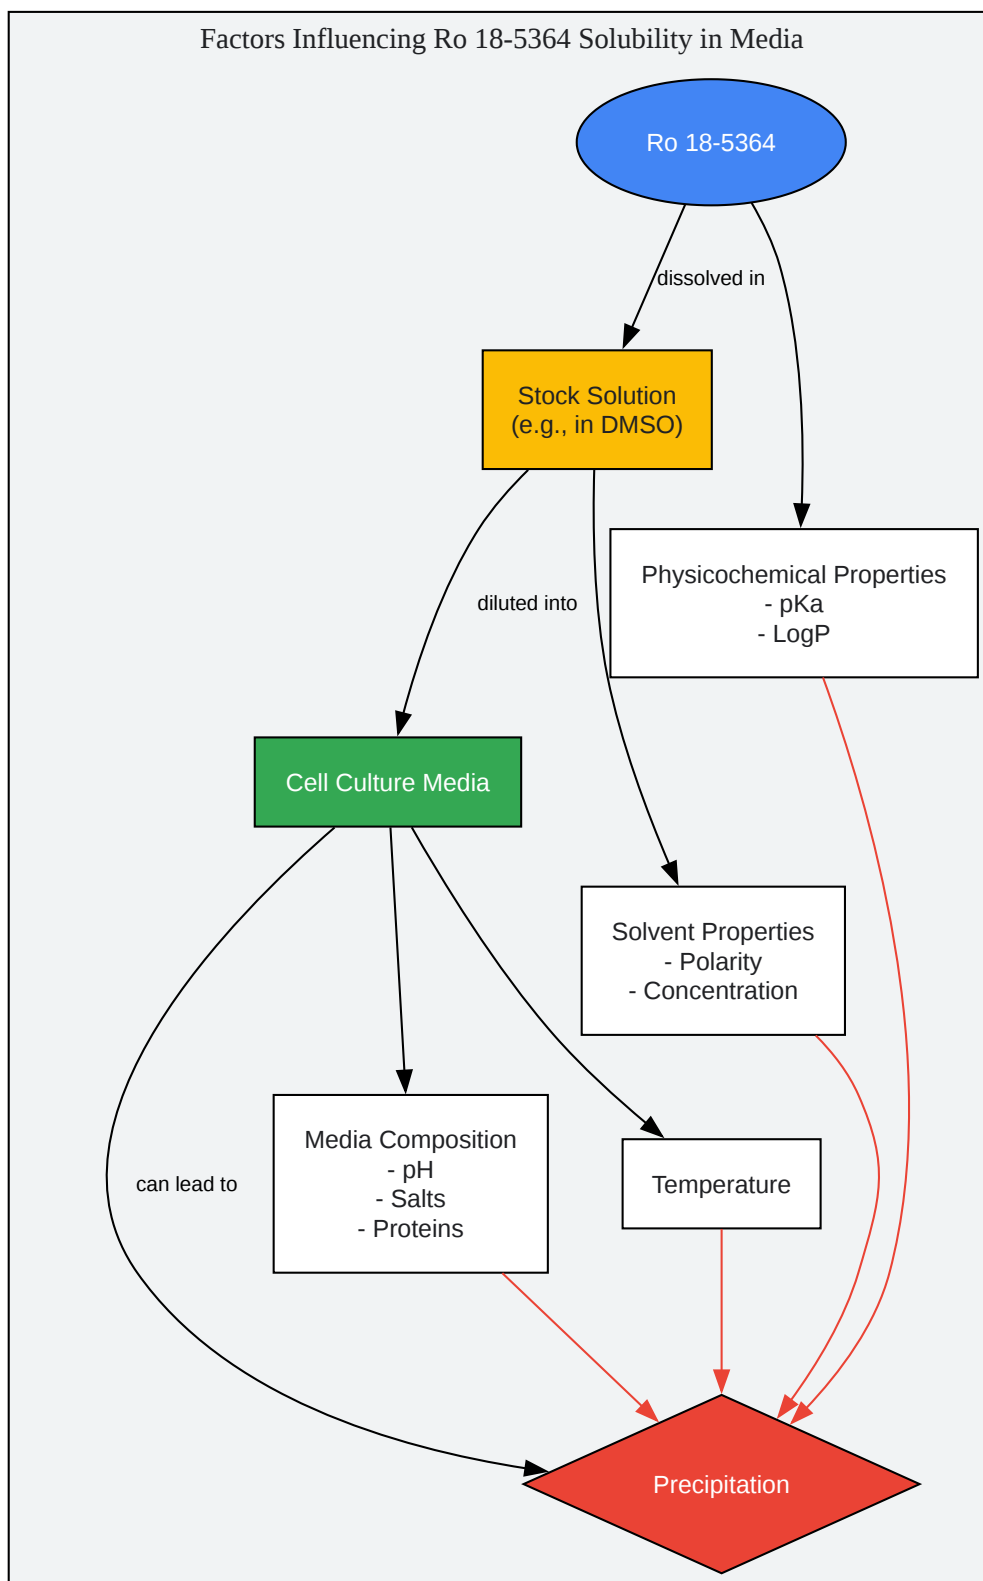 Factors Influencing Ro 18-5364 Solubility in Media
Ro 18-5364
dissolved in
Stock Solution
(e.g., in DMSO)
Physicochemical Properties
- pKa
- LogP
diluted into
Cell Culture Media
Solvent Properties
- Polarity
- Concentration
Media Composition
- pH
- Salts
- Proteins
Temperature
can lead to
Precipitation